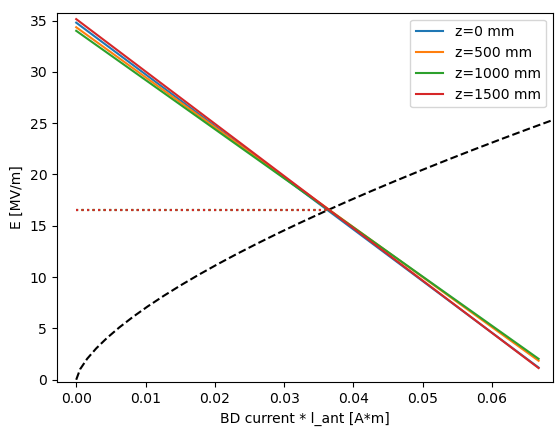 35
30
25
20
15
10
5
0
E [MV/m]
z=0 mm
z=500 mm
z=1000 mm
z=1500 mm
0.00 0.01 0.02 0.03 0.04 0.05 0.06
BD current * l_ant [A*m]